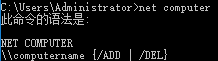 C:\Users\Administrator>net computer
此命令的语法是:
NET COMPUTER
\\computername {/ADD | /DEL}